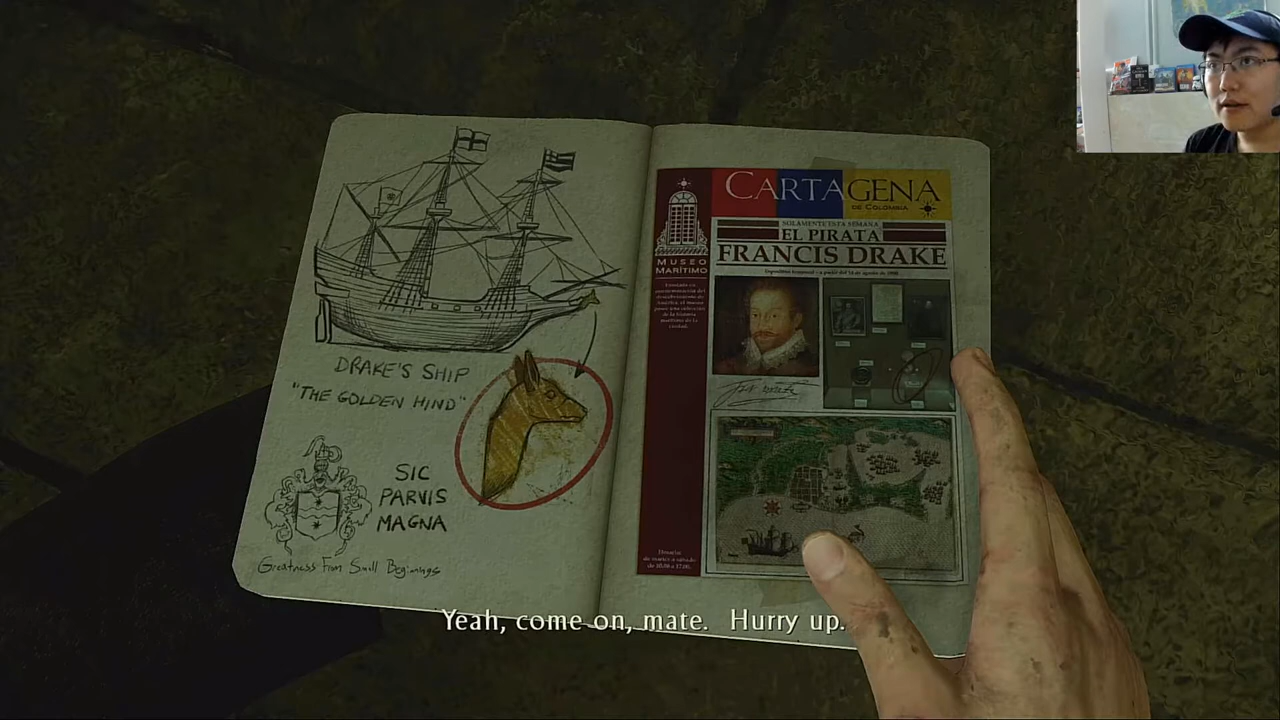 DRAKE'S SHIP
"THE GOLDEN HIND"
SIC
PARVIS
MAGNA
Greatness From Small Beginnings
MUSEO
MARÍTIMO
CARTAGENA
DE COLOMBIA
SOLAMENTE ESTA SEMANA
EL PIRATA
FRANCIS DRAKE
Yeah, come on, mate.  Hurry up.